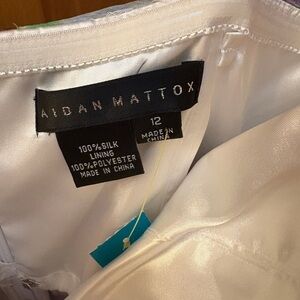 AIDAN MATTOX
12
MADE IN
CHINA
100% SILK
LINING
100% POLYESTER
MADE IN CHINA